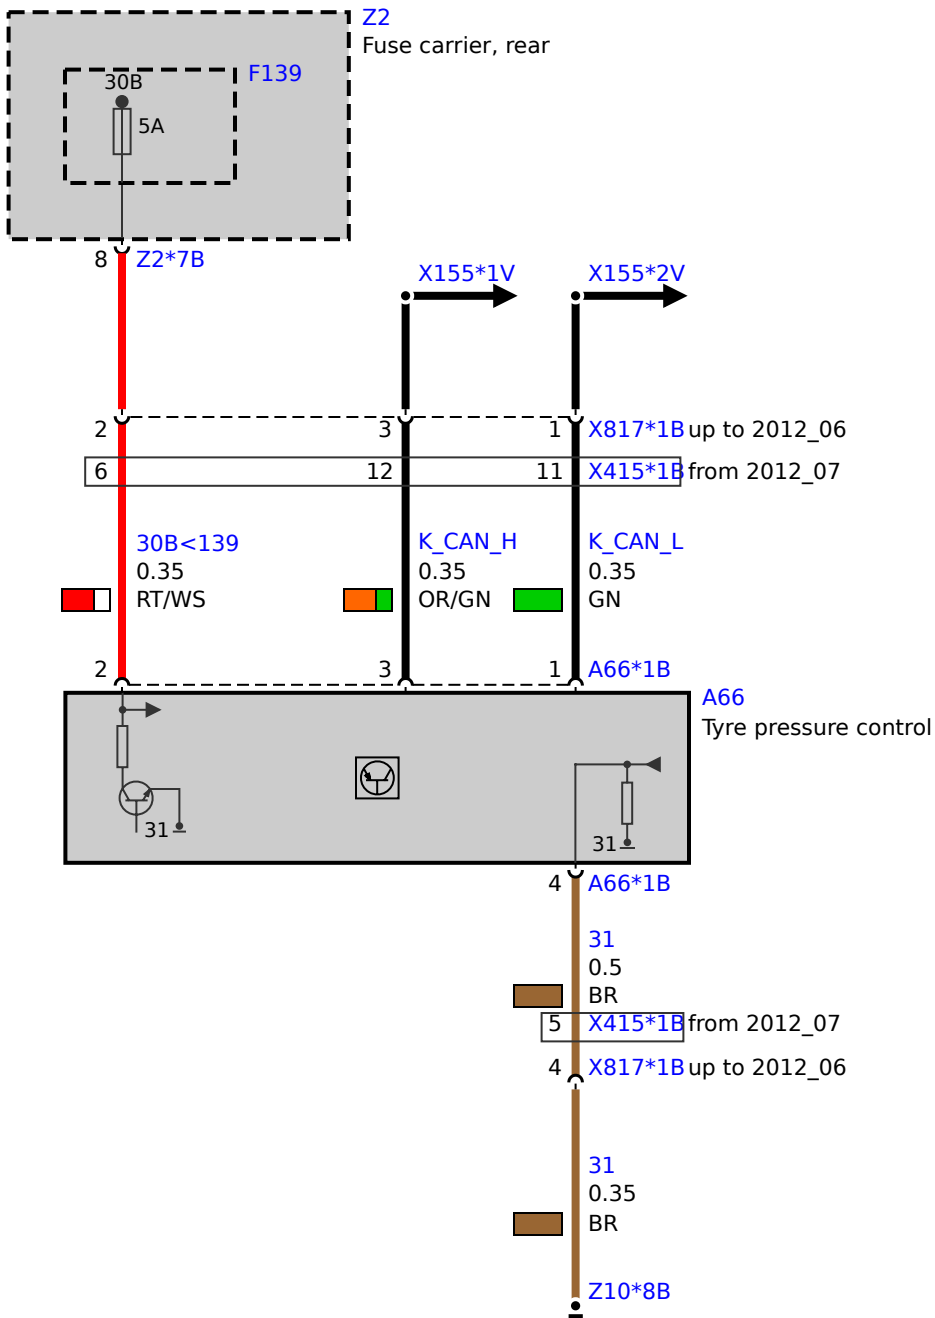 Z2
Fuse carrier, rear
F139
30B
5A
8 Z2*7B
X155*1V X155*2V
2 3 1 X817*1B up to 2012_06
6 12 11 X415*1B from 2012_07
30B<139 K_CAN_H K_CAN_L
0.35 0.35 0.35
RT/WS OR/GN GN
2 3 1 A66*1B
A66
Tyre pressure control
31 31
4 A66*1B
31
0.5
BR
5 X415*1B from 2012_07
4 X817*1B up to 2012_06
31
0.35
BR
Z10*8B